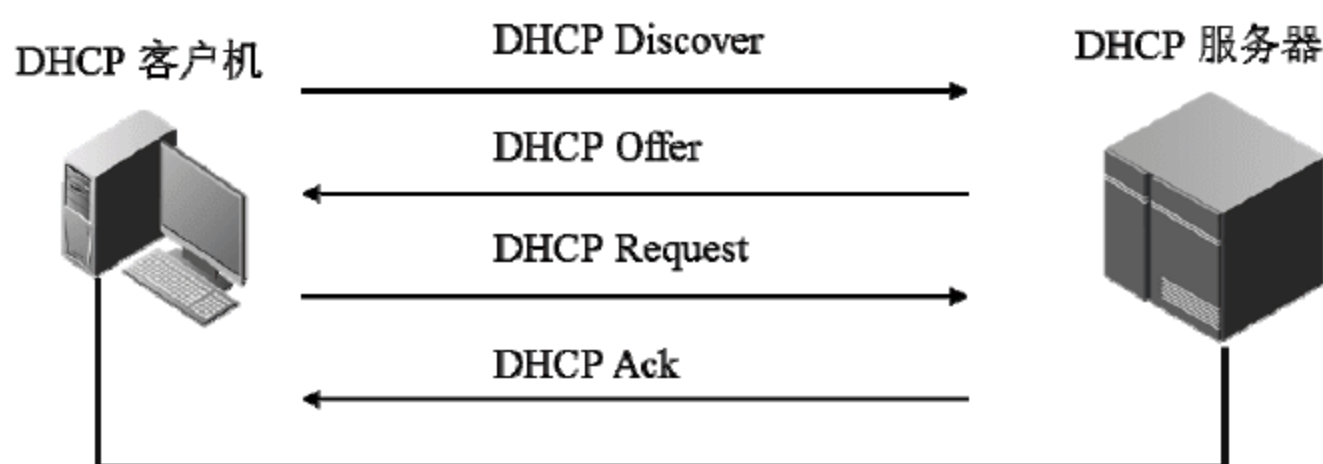 DHCP 客户机
DHCP Discover
DHCP 服务器
DHCP Offer
DHCP Request
DHCP Ack